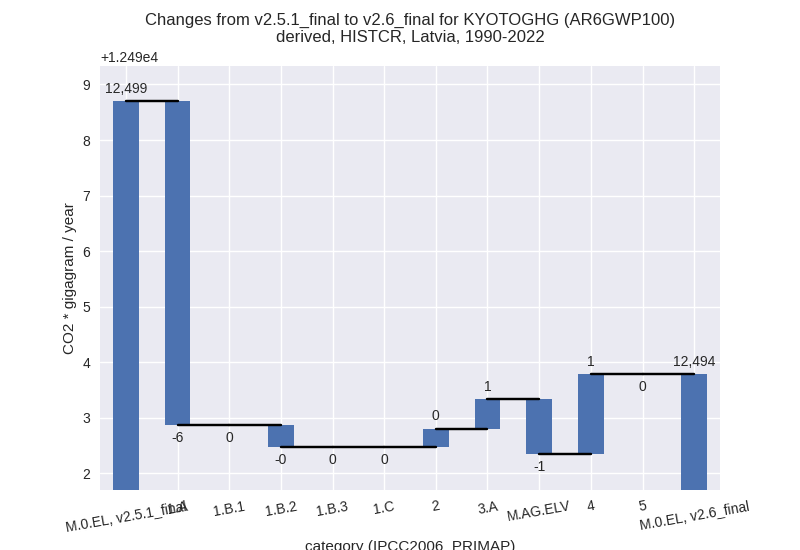 Changes from v2.5.1_final to v2.6_final for KYOTOGHG (AR6GWP100)
derived, HISTCR, Latvia, 1990-2022
+1.249e4
9
8
7
6
5
4
3
2
CO2 * gigagram / year
12,499
-6
0
-0
0
0
0
1
-1
1
0
12,494
M.0.EL, v2.5.1_final
1.A
1.B.1
1.B.2
1.B.3
1.C
2
3.A
M.AG.ELV
4
5
M.0.EL, v2.6_final
category (IPCC2006_PRIMAP)